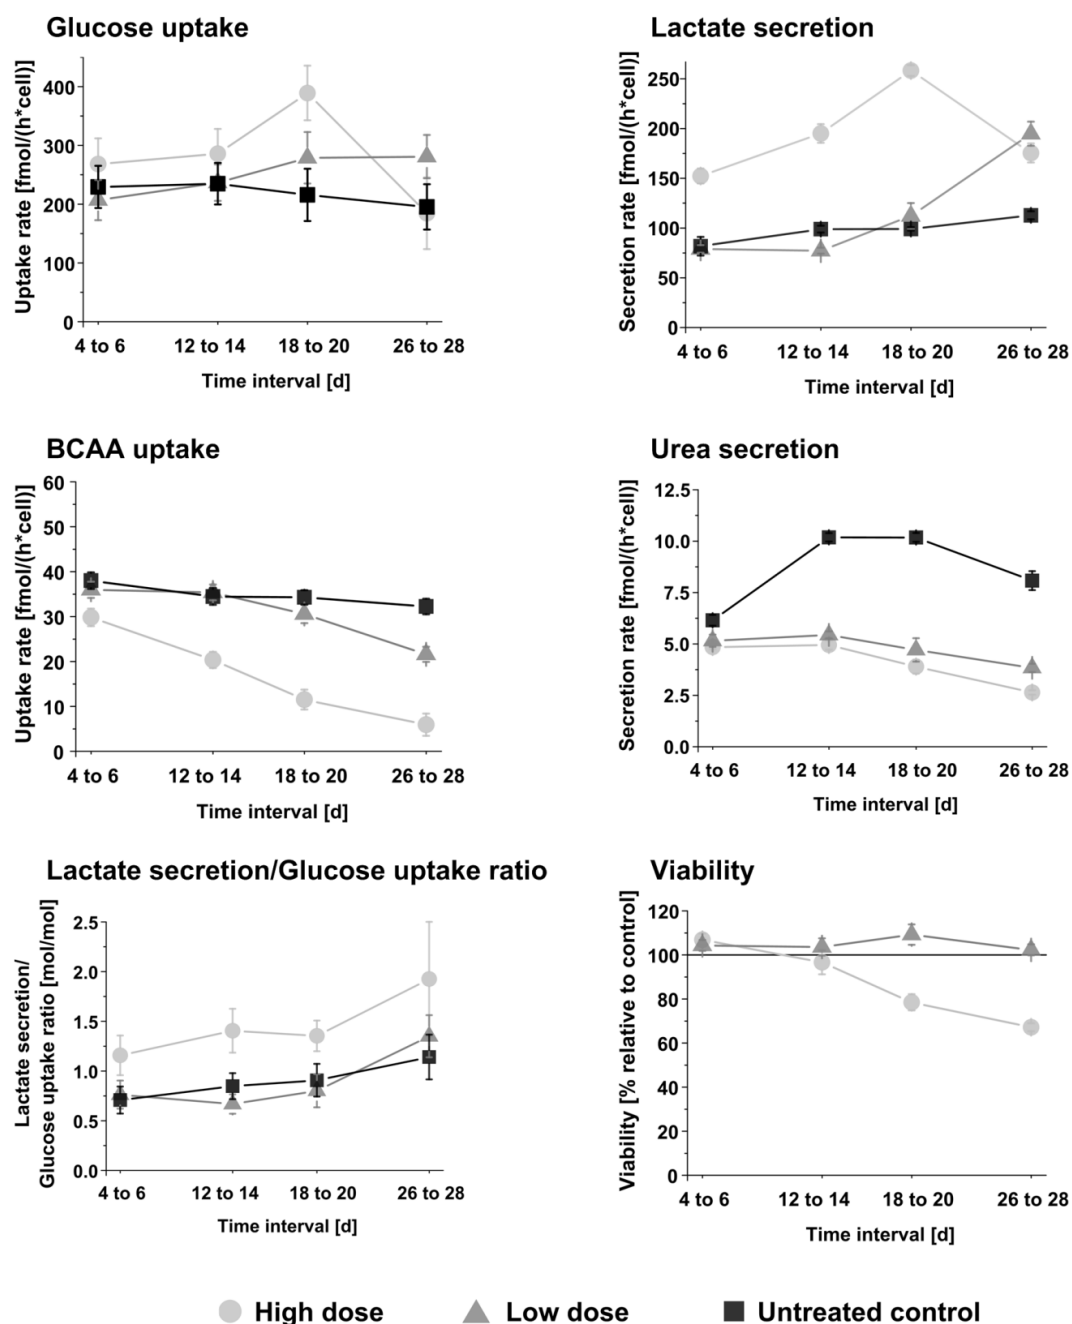 Glucose uptake
Uptake rate [fmol/(h*cell)]
400
300
200
100
0
4 to 6 12 to 14 18 to 20 26 to 28
Time interval [d]
Lactate secretion
Secretion rate [fmol/(h*cell)]
250
200
150
100
50
0
4 to 6 12 to 14 18 to 20 26 to 28
Time interval [d]
BCAA uptake
Uptake rate [fmol/(h*cell)]
60
50
40
30
20
10
0
4 to 6 12 to 14 18 to 20 26 to 28
Time interval [d]
Urea secretion
Secretion rate [fmol/(h*cell)]
12.5
10.0
7.5
5.0
2.5
0.0
4 to 6 12 to 14 18 to 20 26 to 28
Time interval [d]
Lactate secretion/Glucose uptake ratio
Lactate secretion/
Glucose uptake ratio [mol/mol]
2.5
2.0
1.5
1.0
0.5
0.0
4 to 6 12 to 14 18 to 20 26 to 28
Time interval [d]
Viability
Viability [% relative to control]
120
100
80
60
40
20
0
4 to 6 12 to 14 18 to 20 26 to 28
Time interval [d]
High dose Low dose Untreated control